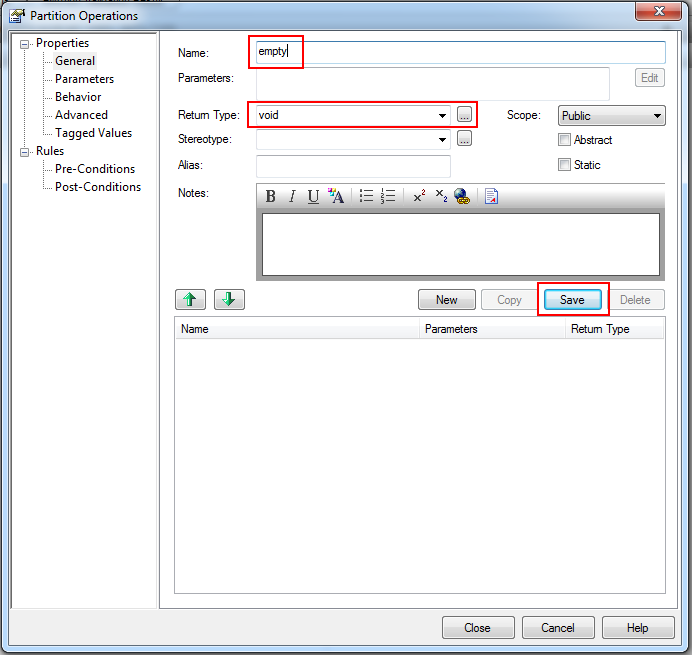 Partition Operations
Properties
General
Parameters
Behavior
Advanced
Tagged Values
Rules
Pre-Conditions
Post-Conditions
Name: empty
Parameters: Edit
Return Type: void ... Scope: Public
Stereotype: ... Abstract
Alias: Static
Notes: B I U A x² x₂
New Copy Save Delete
Name Parameters Return Type
Close Cancel Help